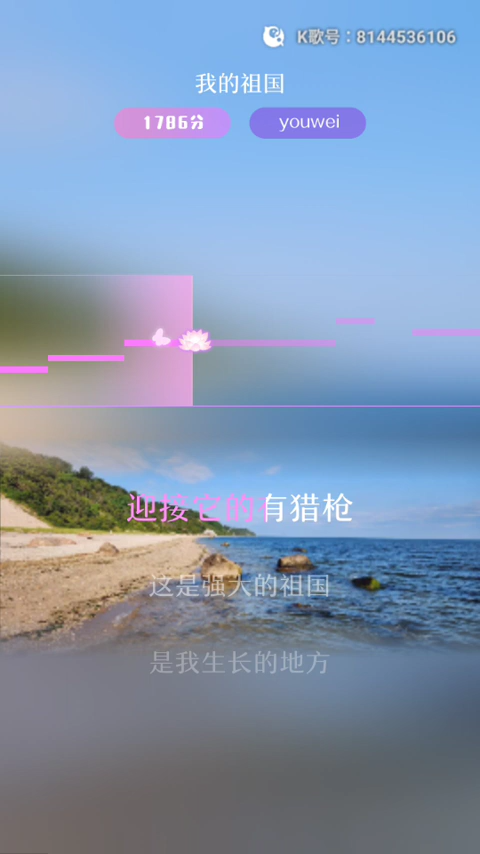 K歌号：8144536106
我的祖国
1786分
youwei
迎接它的有猎枪
这是强大的祖国
是我生长的地方